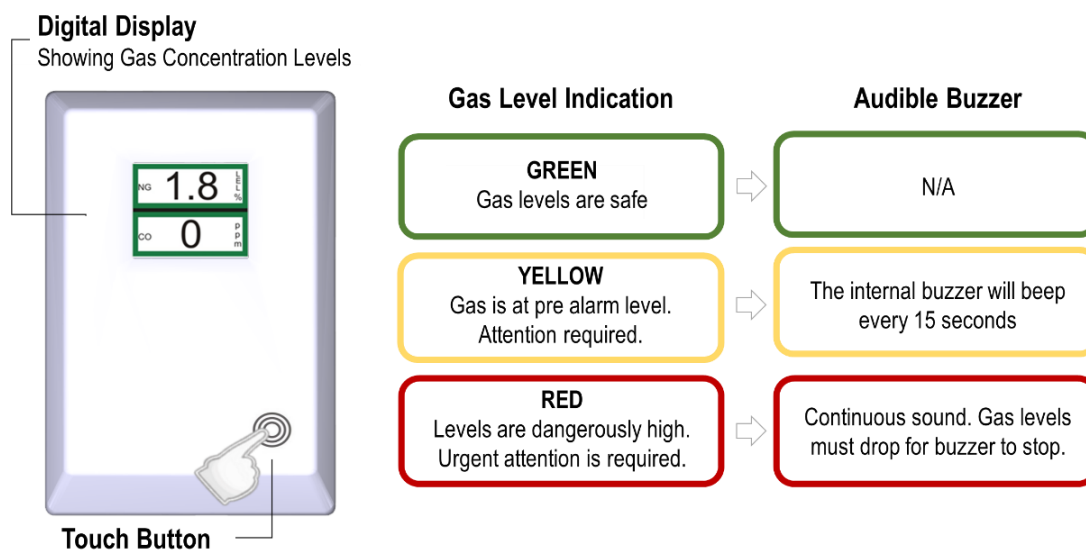 Digital Display
Showing Gas Concentration Levels
NG 1.8 LEL%
CO 0 ppm
Touch Button
Gas Level Indication
Audible Buzzer
GREEN
Gas levels are safe
N/A
YELLOW
Gas is at pre alarm level.
Attention required.
The internal buzzer will beep
every 15 seconds
RED
Levels are dangerously high.
Urgent attention is required.
Continuous sound. Gas levels
must drop for buzzer to stop.